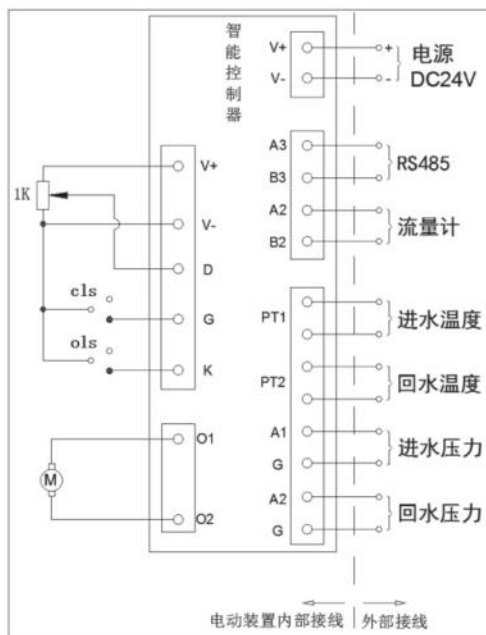 智能控制器
V+
V-
+
-
电源
DC24V
A3
B3
RS485
A2
B2
流量计
V+
V-
D
G
K
1K
cls
ols
PT1
进水温度
PT2
回水温度
A1
G
进水压力
A2
G
回水压力
O1
O2
M
电动装置内部接线
外部接线